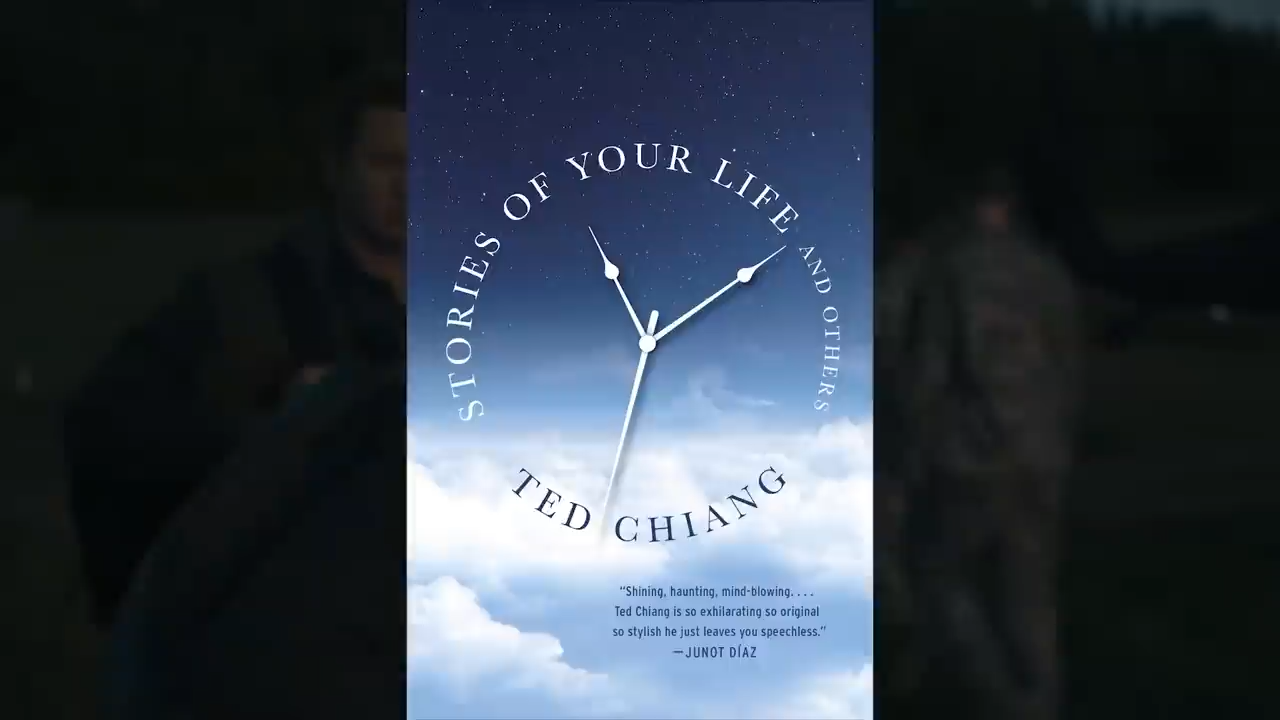 STORIES OF YOUR LIFE AND OTHERS
TED CHIANG
“Shining, haunting, mind-blowing. . . .
Ted Chiang is so exhilarating so original
so stylish he just leaves you speechless.”
—JUNOT DÍAZ